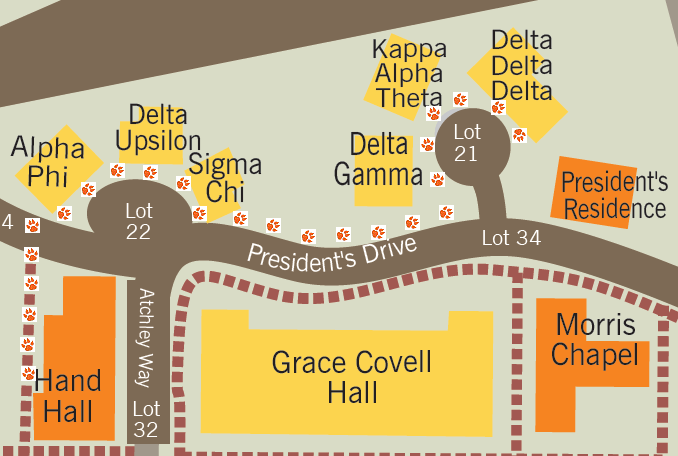 Kappa
Alpha
Theta
Delta
Delta
Delta
Delta
Upsilon
Alpha
Phi
Sigma
Chi
Delta
Gamma
Lot
21
President's
Residence
4
Lot
22
President's Drive
Lot 34
Atchley Way
Lot
32
Hand
Hall
Grace Covell
Hall
Morris
Chapel